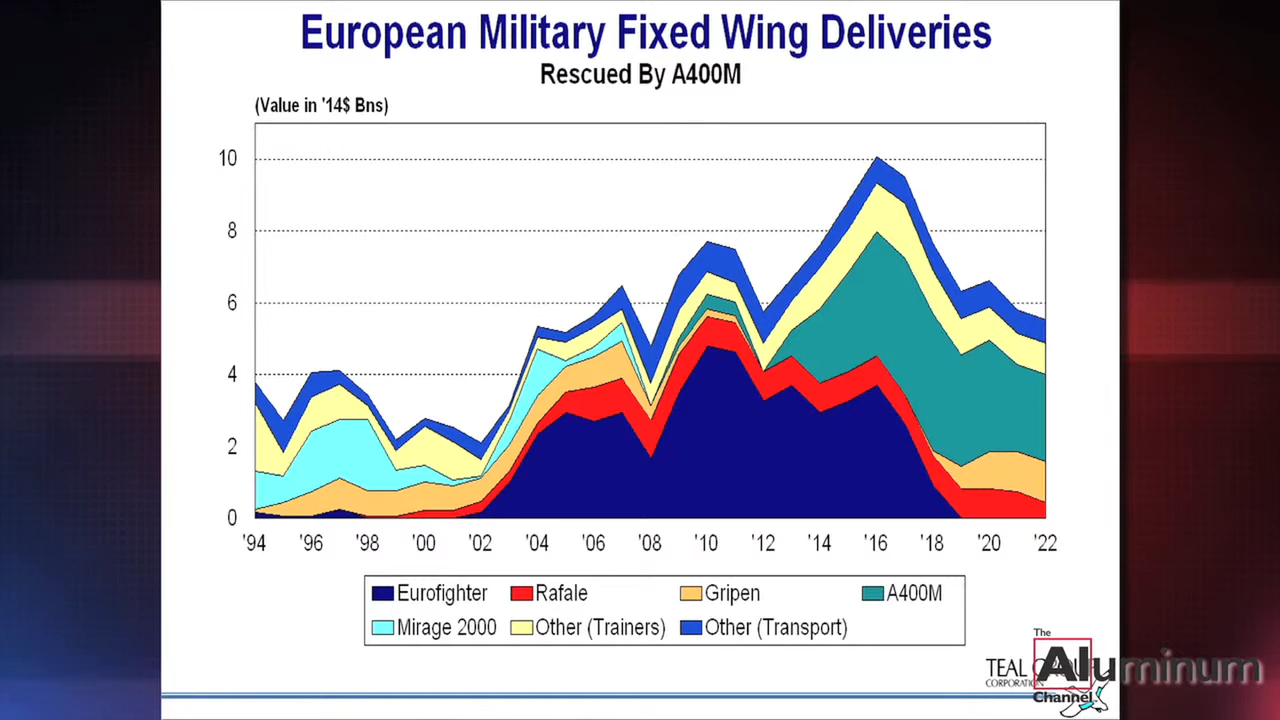 European Military Fixed Wing Deliveries
Rescued By A400M
(Value in '14$ Bns)
10
8
6
4
2
0
'94 '96 '98 '00 '02 '04 '06 '08 '10 '12 '14 '16 '18 '20 '22
Eurofighter Rafale Gripen A400M
Mirage 2000 Other (Trainers) Other (Transport)
The
Aluminum
Channel
TEAL
CORPORATION